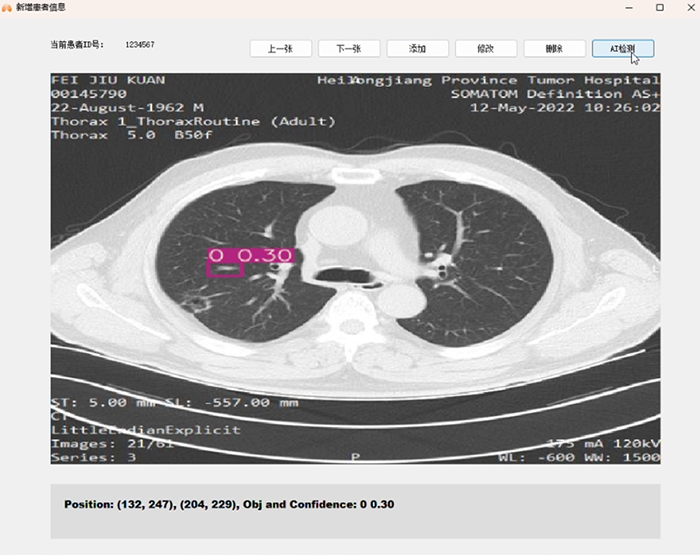 新增患者信息
当前患者ID号: 1234567
上一张 下一张 添加 修改 删除 AI检测
FEI JIU KUAN
00145790
22-August-1962 M
Thorax 1_ThoraxRoutine (Adult)
Thorax 5.0 B50f
Heilongjiang Province Tumor Hospital
SOMATOM Definition AS+
12-May-2022 10:26:02
0 0.30
ST: 5.00 mm SL: -557.00 mm
CT
LittleEndianExplicit
Images: 21/61
Series: 3
P
175 mA 120kV
WL: -600 WW: 1500
Position: (132, 247), (204, 229), Obj and Confidence: 0 0.30